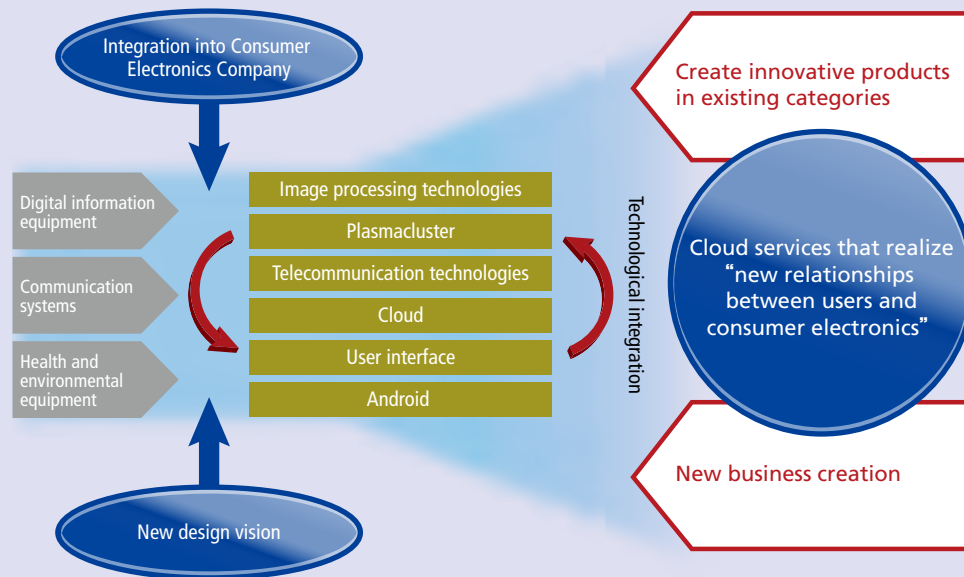 Integration into Consumer
Electronics Company
Digital information
equipment
Communication
systems
Health and
environmental
equipment
New design vision
Image processing technologies
Plasmacluster
Telecommunication technologies
Cloud
User interface
Android
Technological integration
Create innovative products
in existing categories
Cloud services that realize
“new relationships
between users and
consumer electronics”
New business creation